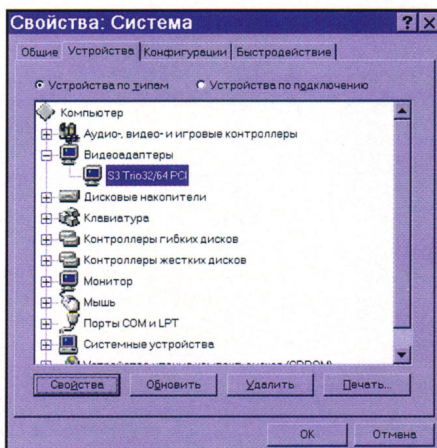 Свойства: Система
Общие Устройства Конфигурации Быстродействие
Устройства по типам Устройства по подключению
Компьютер
Аудио-, видео- и игровые контроллеры
Видеоадаптеры
S3 Trio32/64 PCI
Дисковые накопители
Клавиатура
Контроллеры гибких дисков
Контроллеры жестких дисков
Монитор
Мышь
Порты COM и LPT
Системные устройства
Свойства Обновить Удалить Печать...
OK Отмена